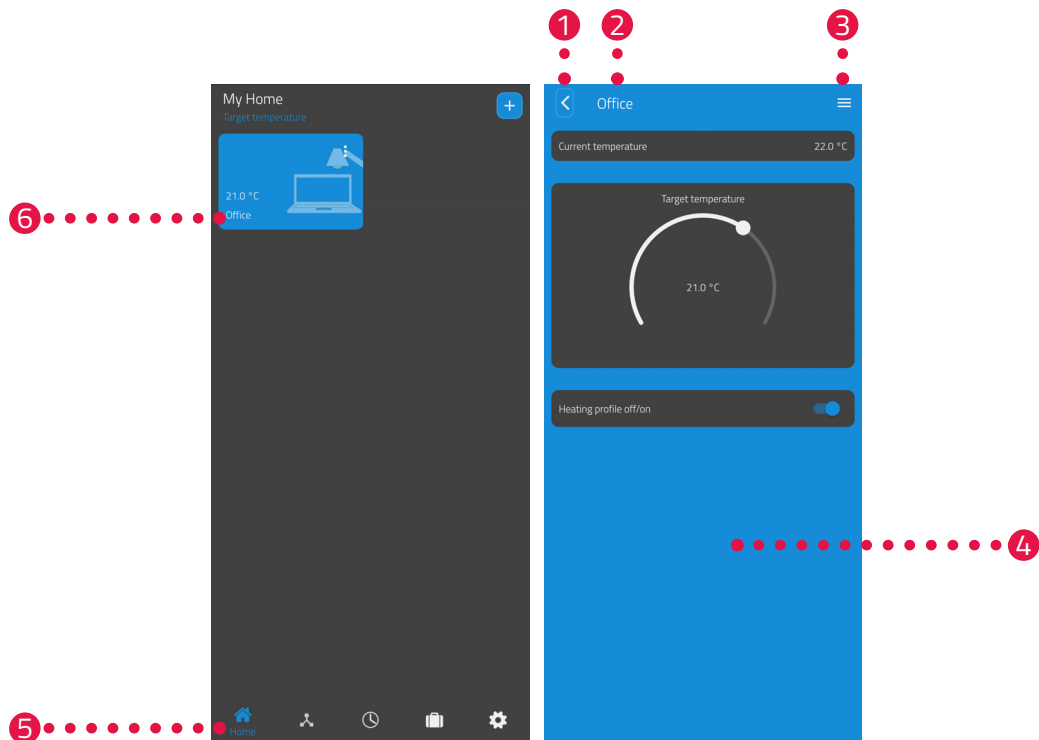 1
2
3
My Home
Target temperature
+
21.0 °C
Office
6
Home
5
Office
Current temperature
22.0 °C
Target temperature
21.0 °C
Heating profile off/on
4